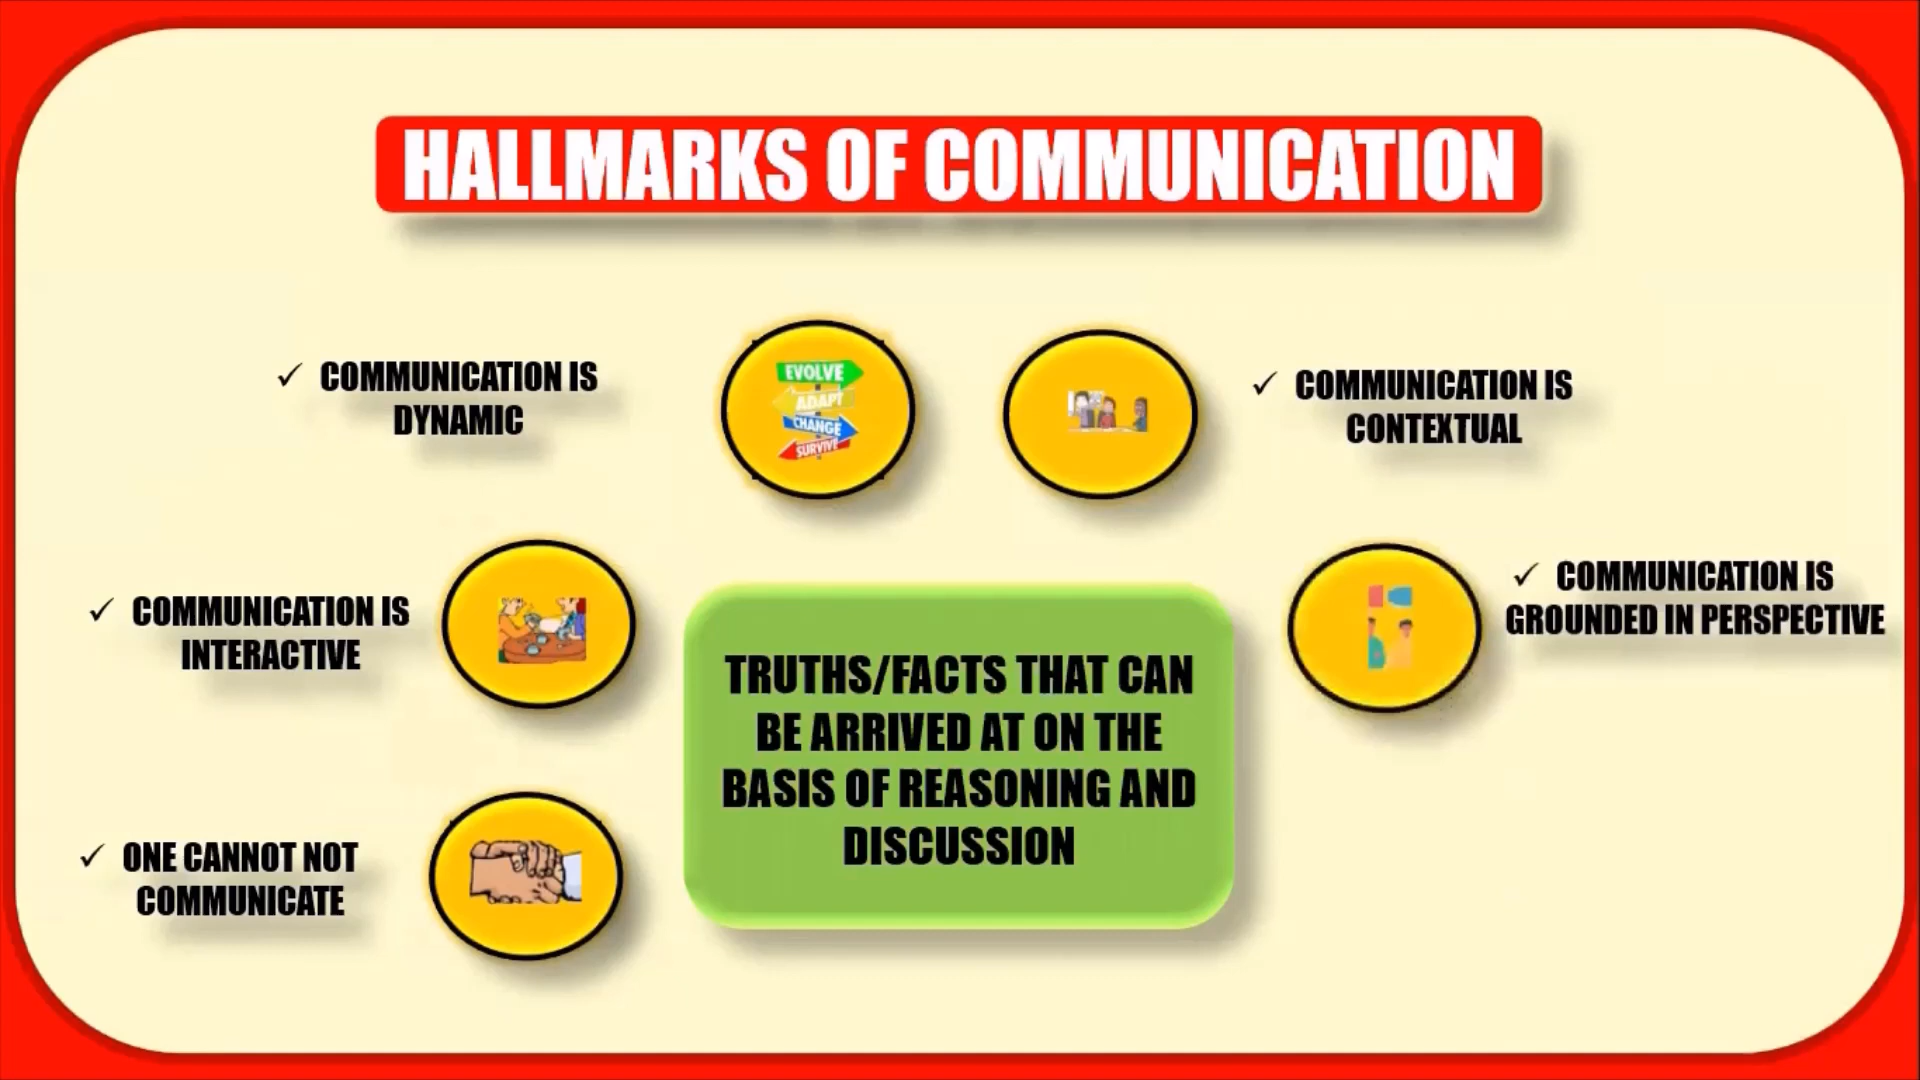 HALLMARKS OF COMMUNICATION
✓ COMMUNICATION IS
DYNAMIC
EVOLVE
ADAPT
CHANGE
SURVIVE
✓ COMMUNICATION IS
CONTEXTUAL
✓ COMMUNICATION IS
INTERACTIVE
✓ COMMUNICATION IS
GROUNDED IN PERSPECTIVE
TRUTHS/FACTS THAT CAN
BE ARRIVED AT ON THE
BASIS OF REASONING AND
DISCUSSION
✓ ONE CANNOT NOT
COMMUNICATE